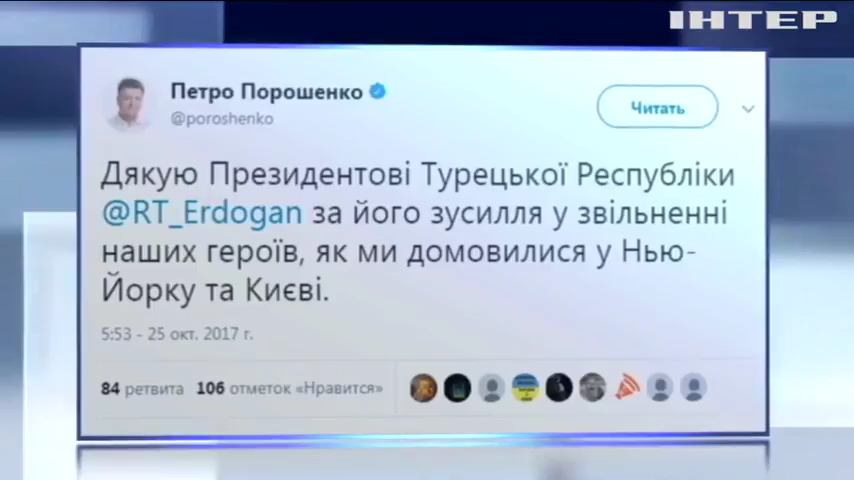 ІНТЕР
Петро Порошенко
@poroshenko
Читать
Дякую Президентові Турецької Республіки
@RT_Erdogan за його зусилля у звільненні
наших героїв, як ми домовилися у Нью-
Йорку та Києві.
5:53 - 25 окт. 2017 г.
84 ретвита 106 отметок «Нравится»